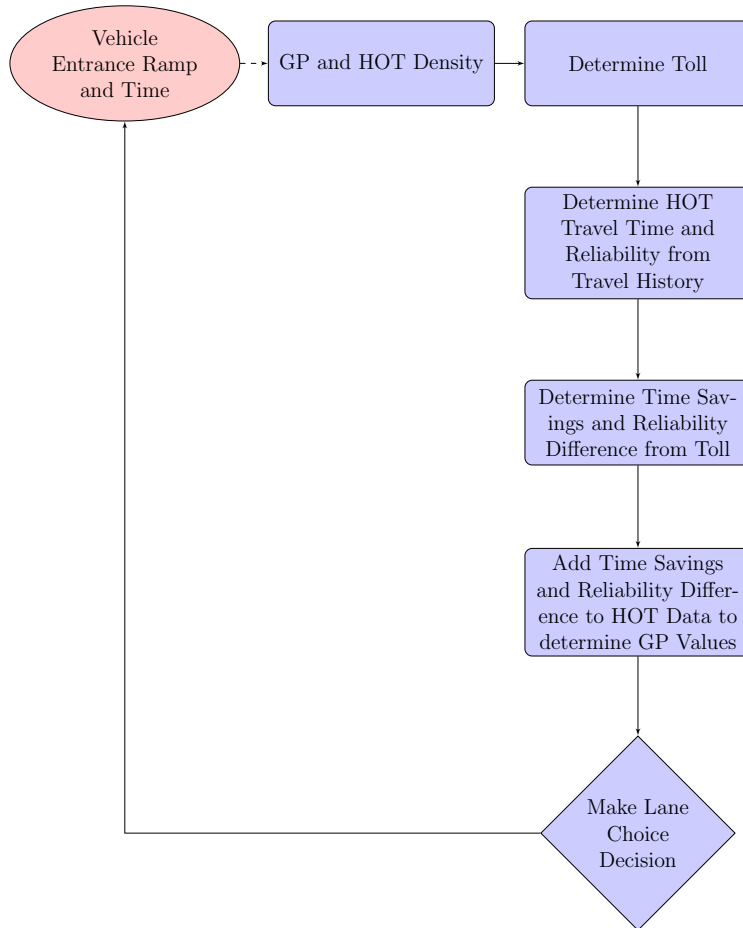 Vehicle
Entrance Ramp
and Time
GP and HOT Density
Determine Toll
Determine HOT
Travel Time and
Reliability from
Travel History
Determine Time Sav-
ings and Reliability
Difference from Toll
Add Time Savings
and Reliability Differ-
ence to HOT Data to
determine GP Values
Make Lane
Choice
Decision